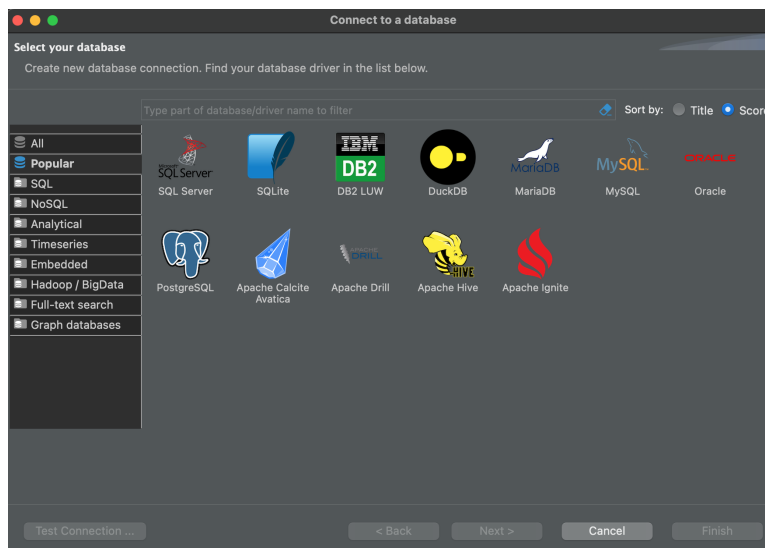 Connect to a database
Select your database
Create new database connection. Find your database driver in the list below.
Type part of database/driver name to filter
Sort by: Title Scor
All
Popular
SQL
NoSQL
Analytical
Timeseries
Embedded
Hadoop / BigData
Full-text search
Graph databases
Microsoft
SQL Server
IBM
DB2
MariaDB
MySQL
ORACLE
SQL Server SQLite DB2 LUW DuckDB MariaDB MySQL Oracle
APACHE
DRILL
HIVE
PostgreSQL Apache Calcite Apache Drill Apache Hive Apache Ignite
Avatica
Test Connection ... < Back Next > Cancel Finish